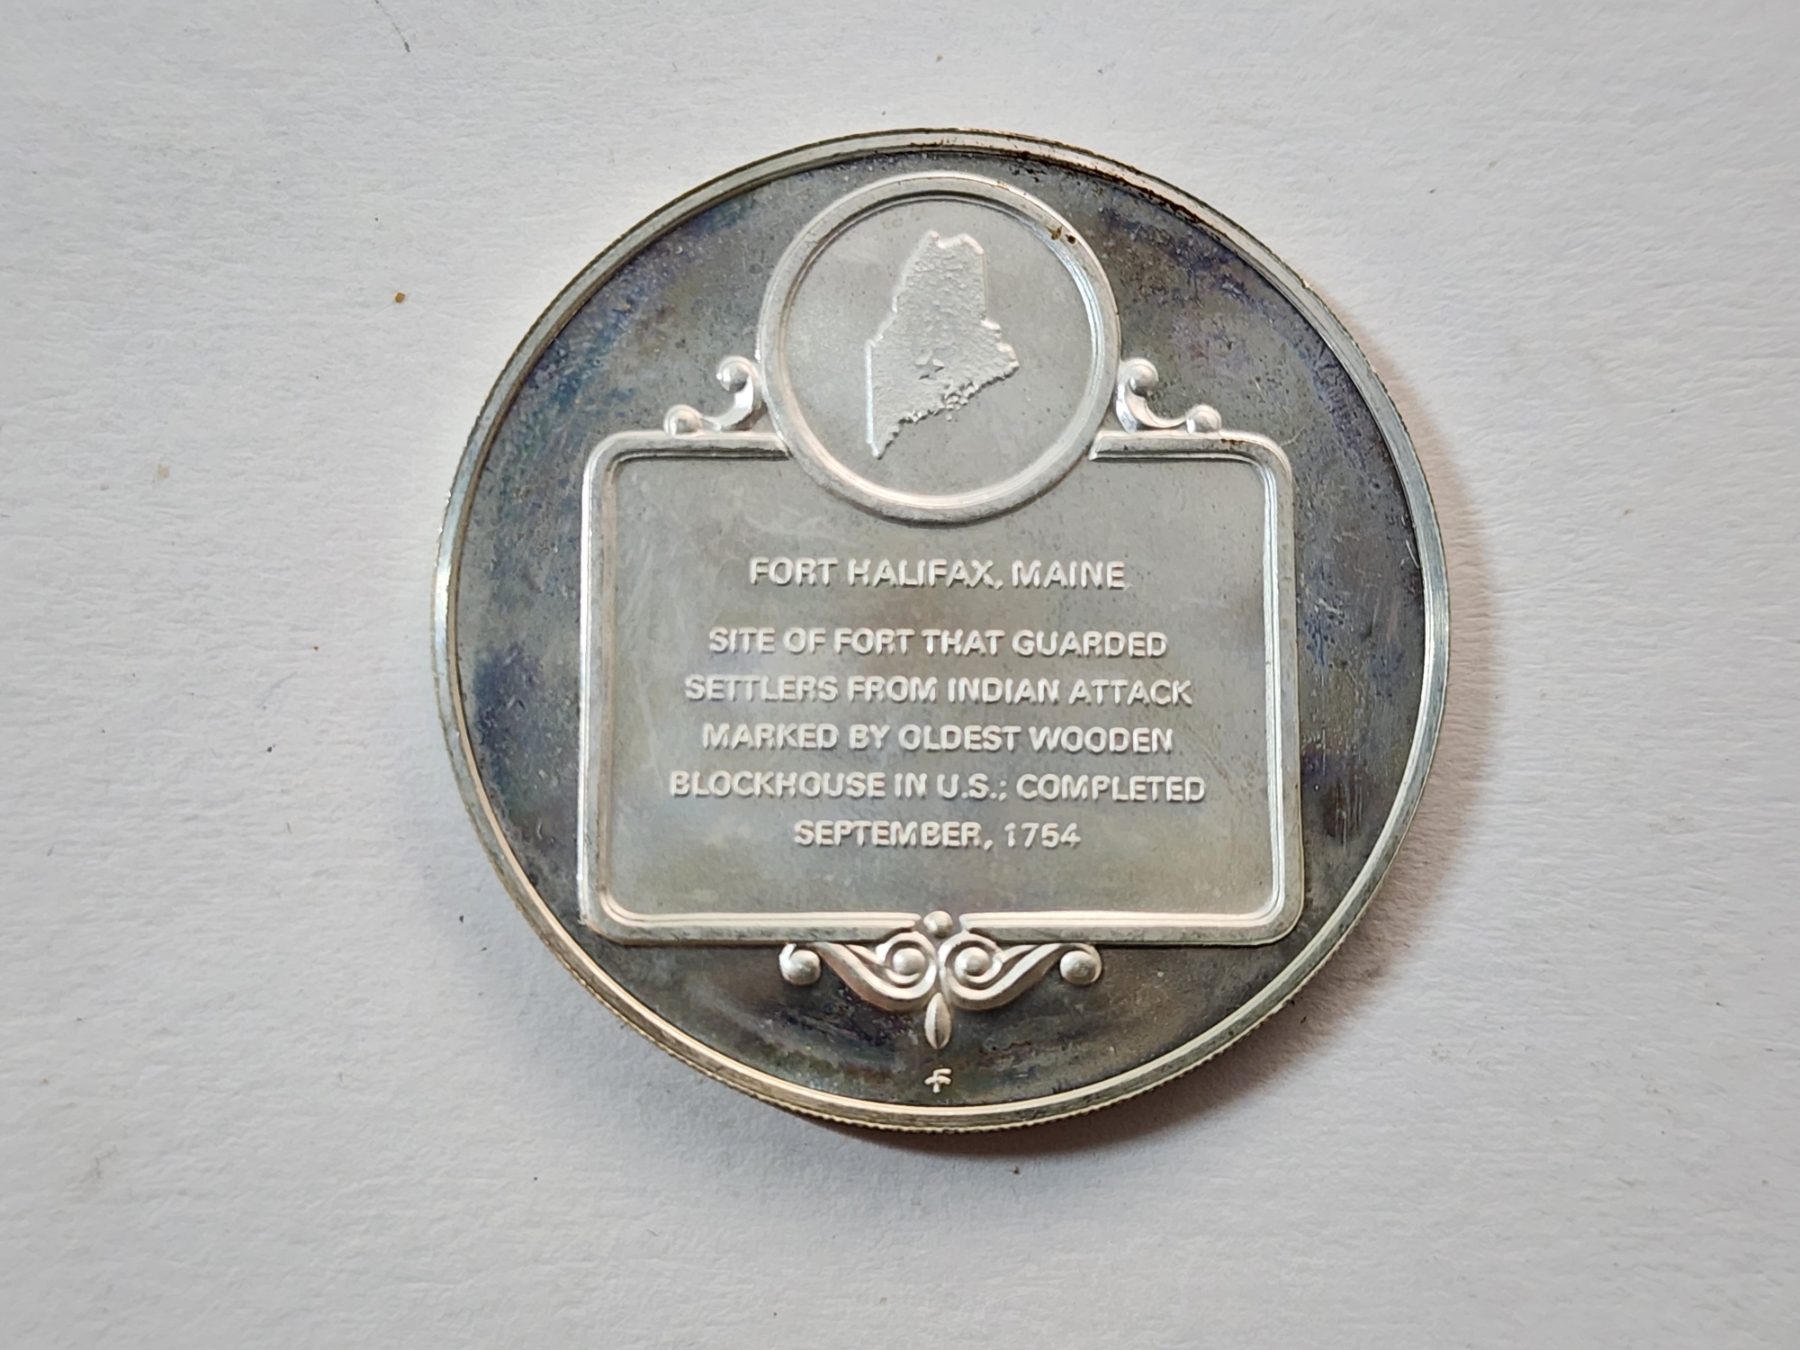 FORT HALIFAX, MAINE
SITE OF FORT THAT GUARDED
SETTLERS FROM INDIAN ATTACK
MARKED BY OLDEST WOODEN
BLOCKHOUSE IN U.S.; COMPLETED
SEPTEMBER, 1754
F